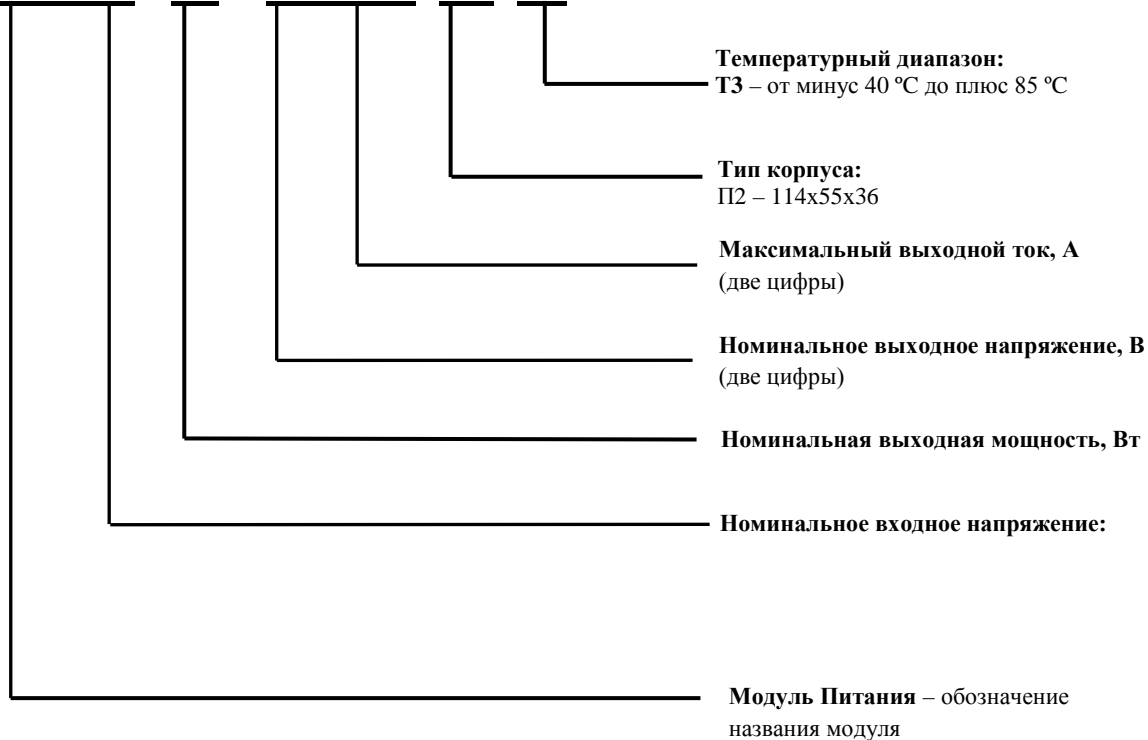 Температурный диапазон:
Т3 – от минус 40 ºС до плюс 85 ºС
Тип корпуса:
П2 – 114х55х36
Максимальный выходной ток, А
(две цифры)
Номинальное выходное напряжение, В
(две цифры)
Номинальная выходная мощность, Вт
Номинальное входное напряжение:
Модуль Питания – обозначение
названия модуля